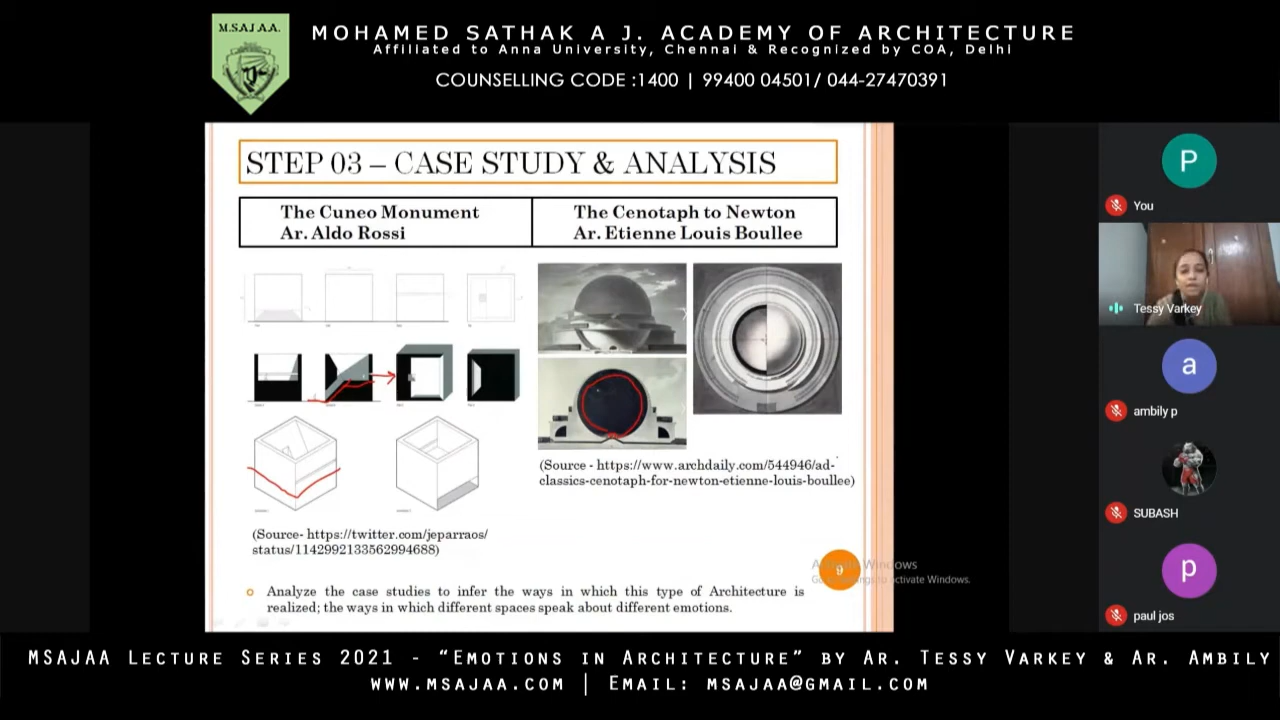 M.SAJ A A.
MOHAMED SATHAK A J. ACADEMY OF ARCHITECTURE
Affiliated to Anna University, Chennai & Recognized by COA, Delhi
COUNSELLING CODE :1400 | 99400 04501/ 044-27470391
STEP 03 – CASE STUDY & ANALYSIS
The Cuneo Monument
Ar. Aldo Rossi
The Cenotaph to Newton
Ar. Etienne Louis Boullee
(Source - https://www.archdaily.com/544946/ad-
classics-cenotaph-for-newton-etienne-louis-boullee)
(Source- https://twitter.com/jeparraos/
status/1142992133562994688)
Analyze the case studies to infer the ways in which this type of Architecture is
realized; the ways in which different spaces speak about different emotions.
9
Windows
activate Windows.
P
You
Tessy Varkey
a
ambily p
SUBASH
p
paul jos
MSAJAA Lecture Series 2021 - “Emotions in Architecture” by Ar. Tessy Varkey & Ar. Ambily
www.msajaa.com | Email: msajaa@gmail.com